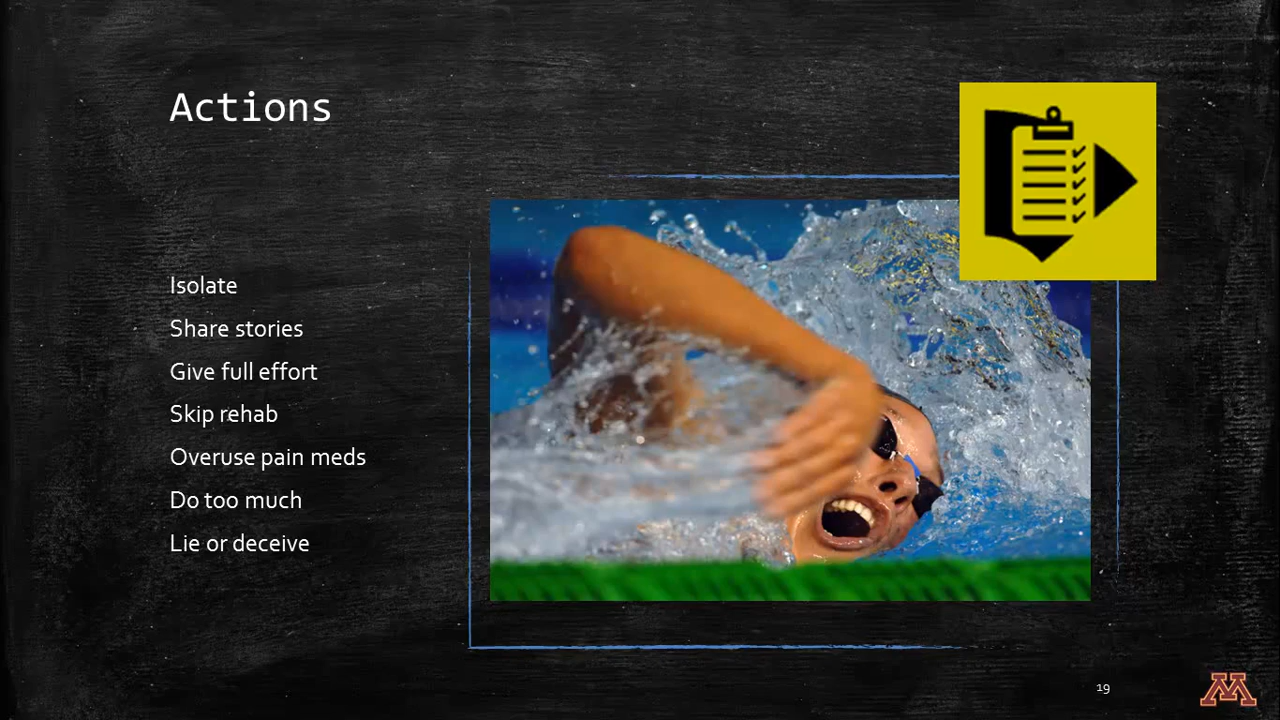 Actions
Isolate
Share stories
Give full effort
Skip rehab
Overuse pain meds
Do too much
Lie or deceive
19
M